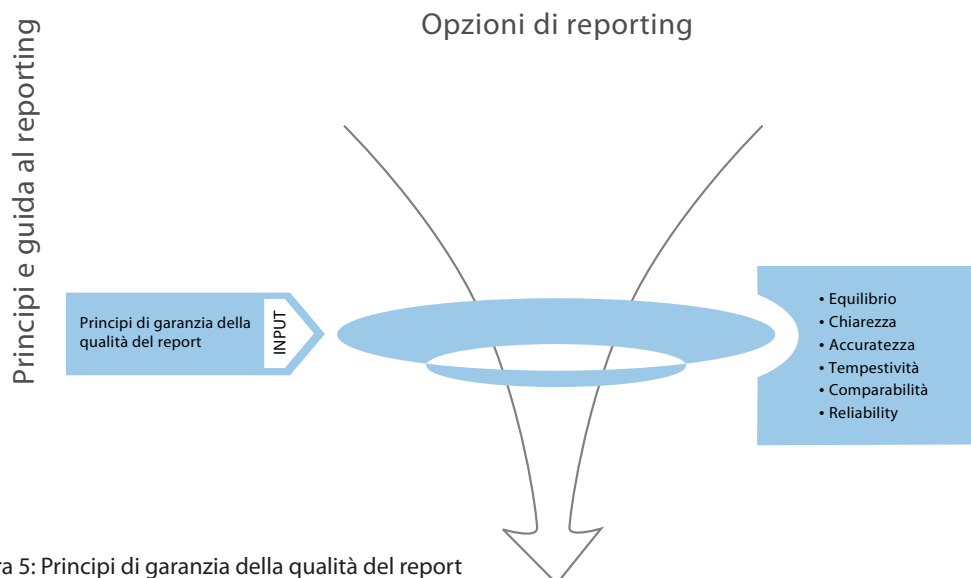 Opzioni di reporting
Principi e guida al reporting
Principi di garanzia della
qualità del report
INPUT
• Equilibrio
• Chiarezza
• Accuratezza
• Tempestività
• Comparabilità
• Reliability
ra 5: Principi di garanzia della qualità del report